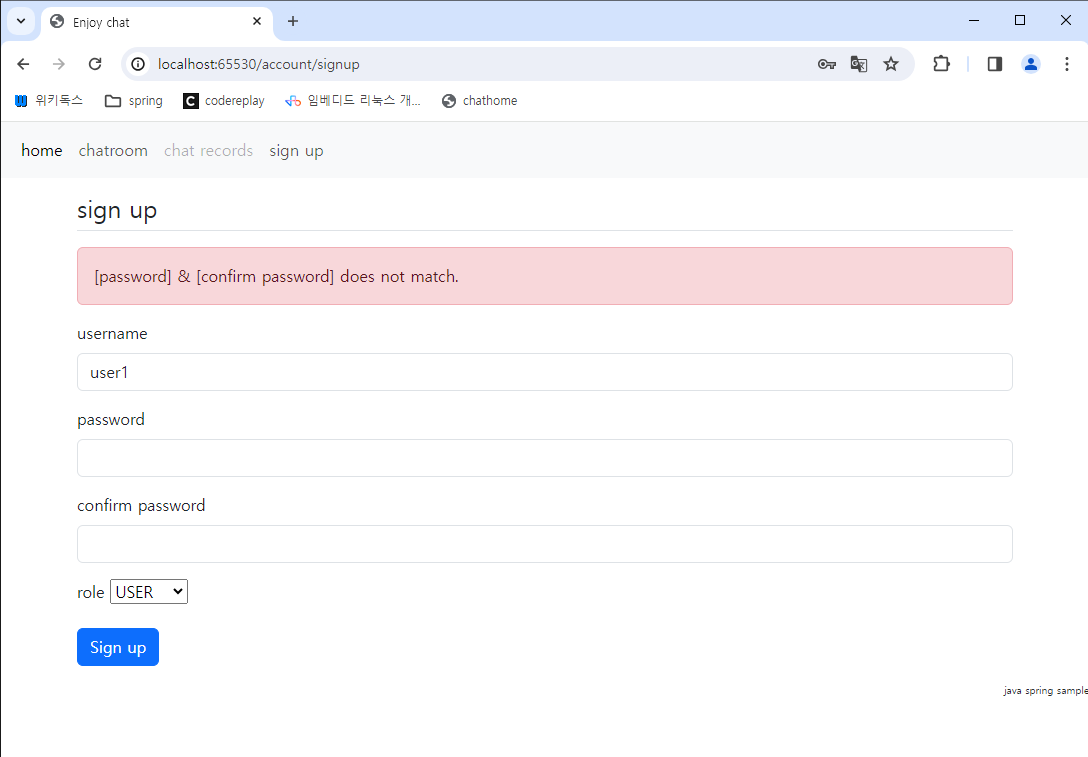 Enjoy chat
localhost:65530/account/signup
위키독스 spring codereplay 임베디드 리눅스 개... chathome
home chatroom chat records sign up
sign up
[password] & [confirm password] does not match.
username
user1
password
confirm password
role USER
Sign up
java spring sample